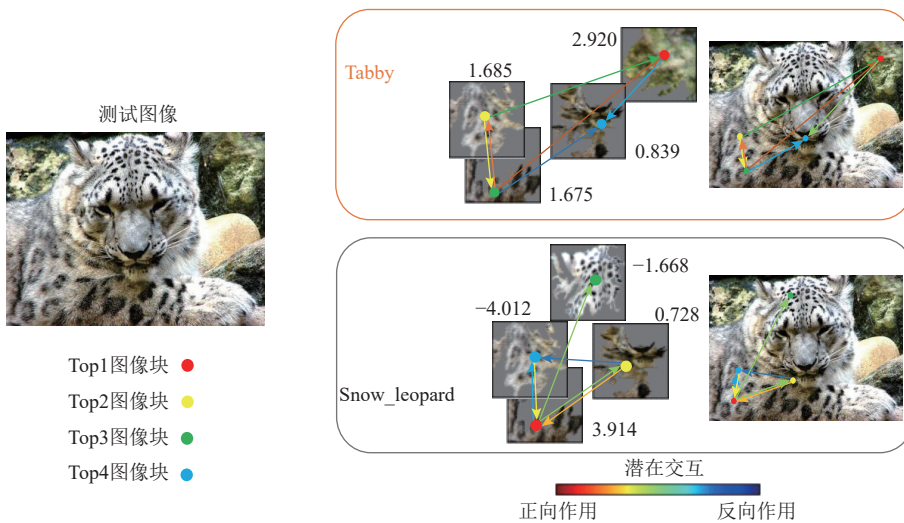 测试图像
Top1图像块
Top2图像块
Top3图像块
Top4图像块
Tabby
2.920
1.685
0.839
1.675
Snow_leopard
−1.668
−4.012
0.728
3.914
潜在交互
正向作用
反向作用